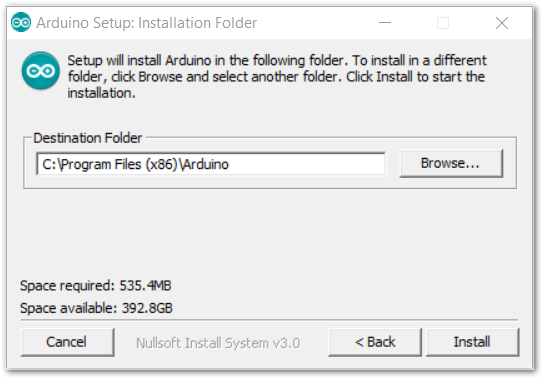 Arduino Setup: Installation Folder
Setup will install Arduino in the following folder. To install in a different
folder, click Browse and select another folder. Click Install to start the
installation.
Destination Folder
C:\Program Files (x86)\Arduino
Browse...
Space required: 535.4MB
Space available: 392.8GB
Cancel
Nullsoft Install System v3.0
< Back
Install